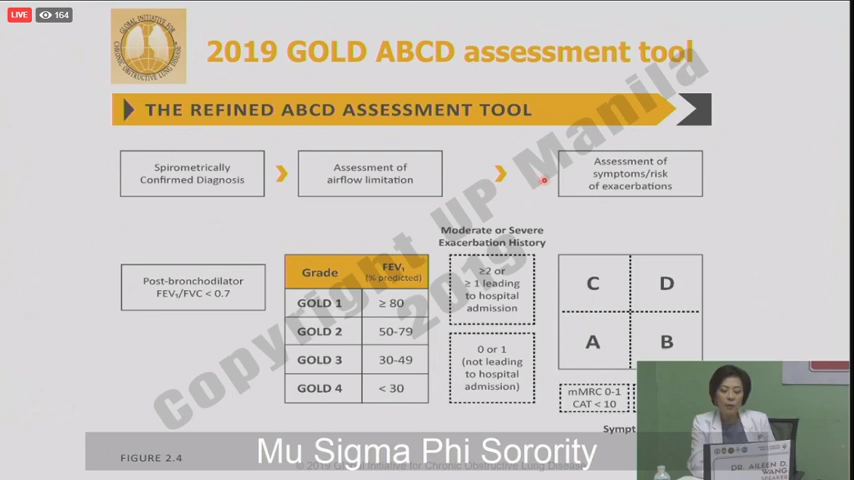 LIVE
164
GLOBAL INITIATIVE FOR
CHRONIC OBSTRUCTIVE LUNG DISEASE
2019 GOLD ABCD assessment tool
THE REFINED ABCD ASSESSMENT TOOL
Spirometrically
Confirmed Diagnosis
Assessment of
airflow limitation
Assessment of
symptoms/risk
of exacerbations
Moderate or Severe
Exacerbation History
Post-bronchodilator
FEV₁/FVC < 0.7
Grade
FEV₁
(% predicted)
GOLD 1
≥ 80
GOLD 2
50-79
GOLD 3
30-49
GOLD 4
< 30
≥2 or
≥ 1 leading
to hospital
admission
0 or 1
(not leading
to hospital
admission)
C
D
A
B
mMRC 0-1
CAT < 10
Sympt
Copyright UP Manila
2019
FIGURE 2.4
Mu Sigma Phi Sorority
© 2019 Global Initiative for Chronic Obstructive Lung Disease
DR. AILEEN D.
WANG
SPEAKER